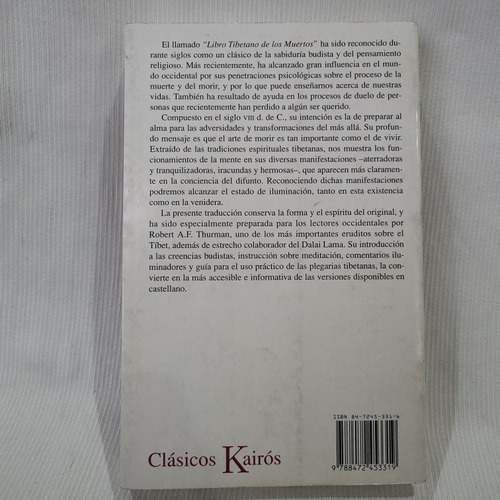 El llamado “Libro Tibetano de los Muertos” ha sido reconocido du-
rante siglos como un clásico de la sabiduría budista y del pensamiento
religioso. Más recientemente, ha alcanzado gran influencia en el mun-
do occidental por sus penetraciones psicológicas sobre el proceso de la
muerte y del morir, y por lo que puede enseñarnos acerca de nuestras
vidas. También ha resultado de ayuda en los procesos de duelo de per-
sonas que recientemente han perdido a algún ser querido.
Compuesto en el siglo VIII d. de C., su intención es la de preparar al
alma para las adversidades y transformaciones del más allá. Su profun-
do mensaje es que el arte de morir es tan importante como el de vivir.
Extraído de las tradiciones espirituales tibetanas, nos muestra los fun-
cionamientos de la mente en sus diversas manifestaciones –aterradoras
y tranquilizadoras, iracundas y hermosas–, que aparecen más claramen-
te en la conciencia del difunto. Reconociendo dichas manifestaciones
podremos alcanzar el estado de iluminación, tanto en esta existencia
como en la venidera.
La presente traducción conserva la forma y el espíritu del original, y
ha sido especialmente preparada para los lectores occidentales por
Robert A.F. Thurman, uno de los más importantes eruditos sobre el
Tíbet, además de estrecho colaborador del Dalai Lama. Su introducción
a las creencias budistas, instrucción sobre meditación, comentarios ilu-
minadores y guía para el uso práctico de las plegarias tibetanas, la con-
vierte en la más accesible e informativa de las versiones disponibles en
castellano.
ISBN 84-7245-331-6
9 788472 453319
Clásicos Kairós